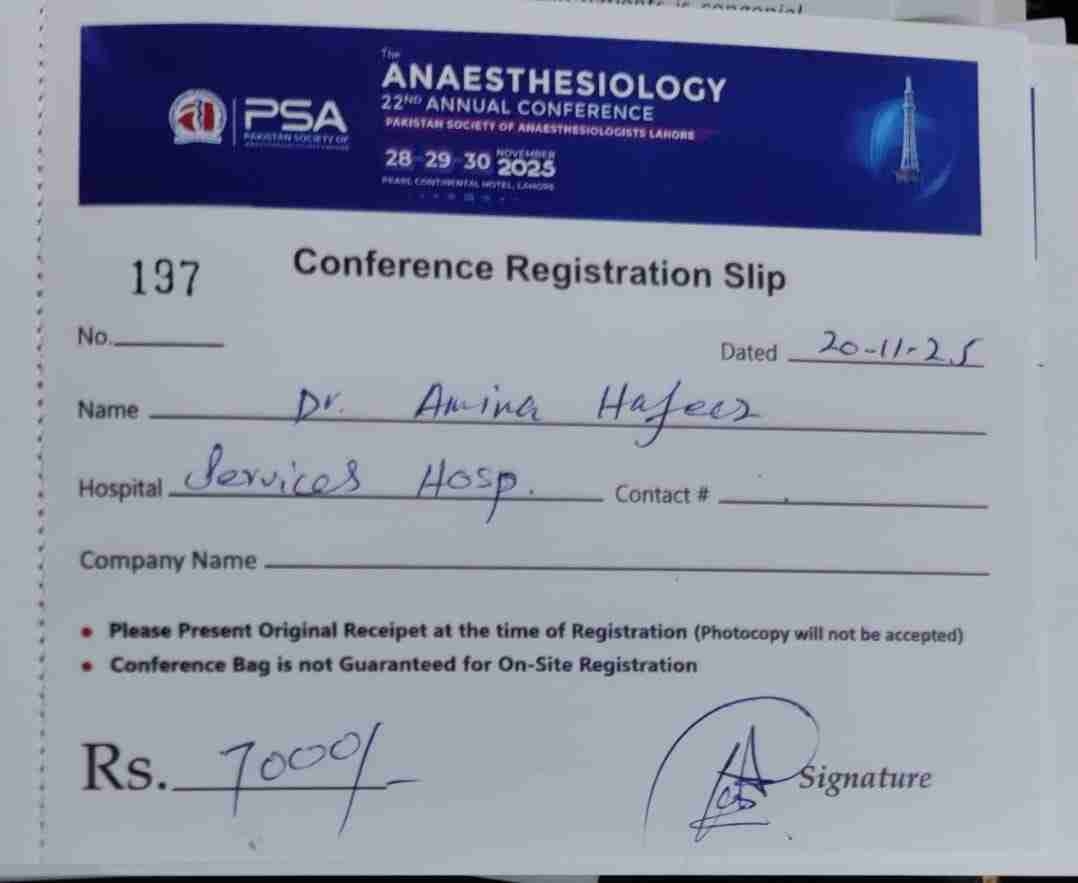 The
ANAESTHESIOLOGY
22ND ANNUAL CONFERENCE
PAKISTAN SOCIETY OF ANAESTHESIOLOGISTS LAHORE
28 29 30 NOVEMBER 2025
PEARL CONTINENTAL HOTEL, LAHORE
PSA
PAKISTAN SOCIETY OF
197
Conference Registration Slip
No.
Dated 20-11-25
Name Dr. Amina Hafeez
Hospital Services Hosp. Contact #
Company Name
• Please Present Original Receipet at the time of Registration (Photocopy will not be accepted)
• Conference Bag is not Guaranteed for On-Site Registration
Rs. 7000/-
Signature